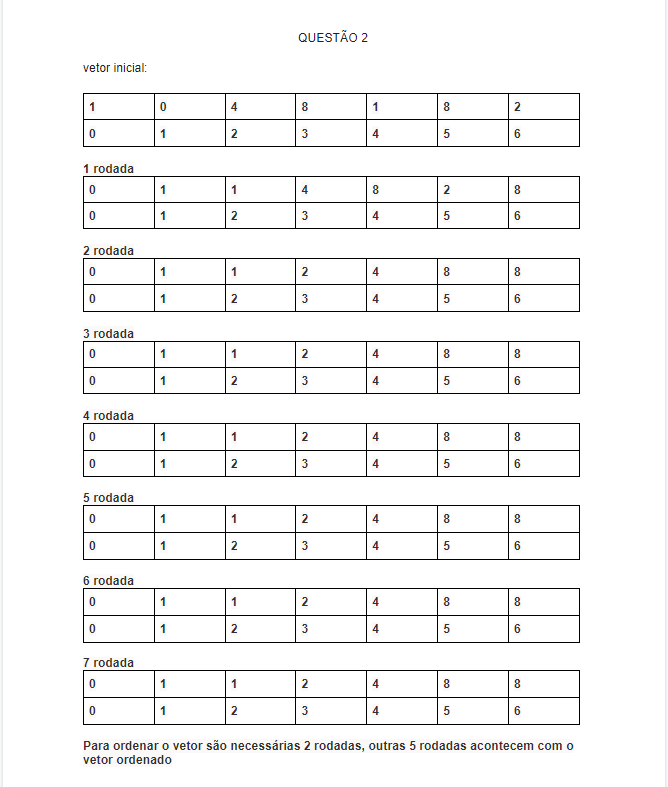 QUESTÃO 2
vetor inicial:
1 0 4 8 1 8 2
0 1 2 3 4 5 6
1 rodada
0 1 1 4 8 2 8
0 1 2 3 4 5 6
2 rodada
0 1 1 2 4 8 8
0 1 2 3 4 5 6
3 rodada
0 1 1 2 4 8 8
0 1 2 3 4 5 6
4 rodada
0 1 1 2 4 8 8
0 1 2 3 4 5 6
5 rodada
0 1 1 2 4 8 8
0 1 2 3 4 5 6
6 rodada
0 1 1 2 4 8 8
0 1 2 3 4 5 6
7 rodada
0 1 1 2 4 8 8
0 1 2 3 4 5 6
Para ordenar o vetor são necessárias 2 rodadas, outras 5 rodadas acontecem com o
vetor ordenado